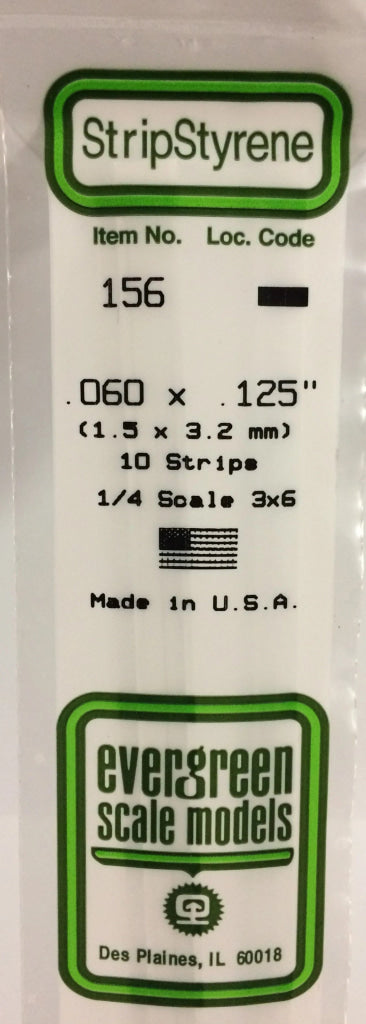 StripStyrene
Item No. Loc. Code
156
.060 x .125"
(1.5 x 3.2 mm)
10 Strips
1/4 Scale 3x6
Made in U.S.A.
evergreen
scale models
Des Plaines, IL 60018